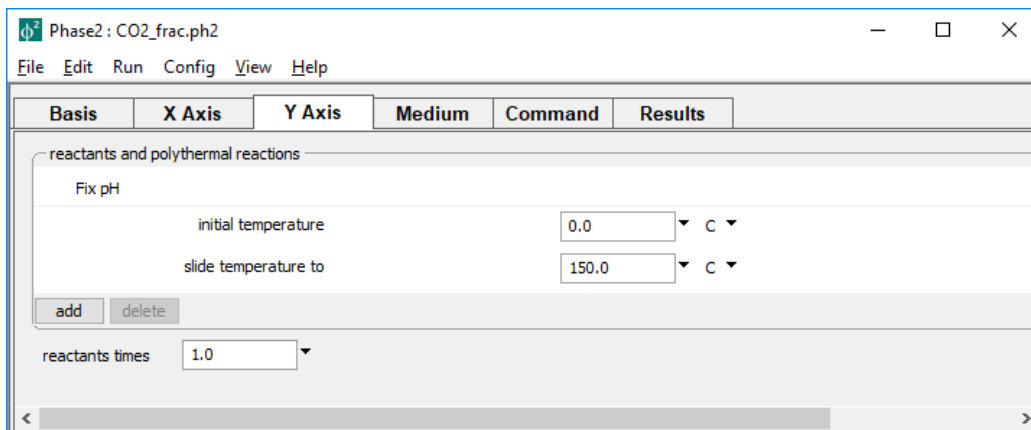 ϕ² Phase2 : CO2_frac.ph2
File Edit Run Config View Help
Basis X Axis Y Axis Medium Command Results
reactants and polythermal reactions
Fix pH
initial temperature 0.0 C
slide temperature to 150.0 C
add delete
reactants times 1.0